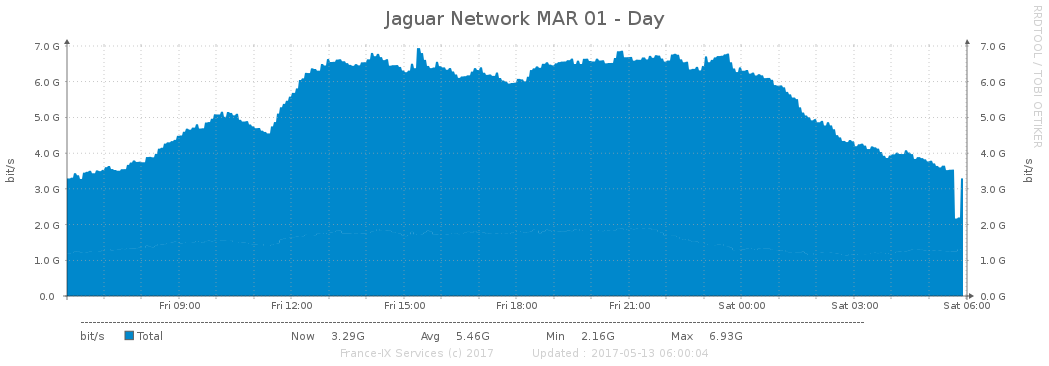 Jaguar Network MAR 01 - Day
RRDTOOL / TOBI OETIKER
7.0 G 7.0 G
6.0 G 6.0 G
5.0 G 5.0 G
4.0 G 4.0 G
bit/s bit/s
3.0 G 3.0 G
2.0 G 2.0 G
1.0 G 1.0 G
0.0 0.0 G
Fri 09:00 Fri 12:00 Fri 15:00 Fri 18:00 Fri 21:00 Sat 00:00 Sat 03:00 Sat 06:00
bit/s Total Now 3.29G Avg 5.46G Min 2.16G Max 6.93G
France-IX Services (c) 2017 Updated : 2017-05-13 06:00:04